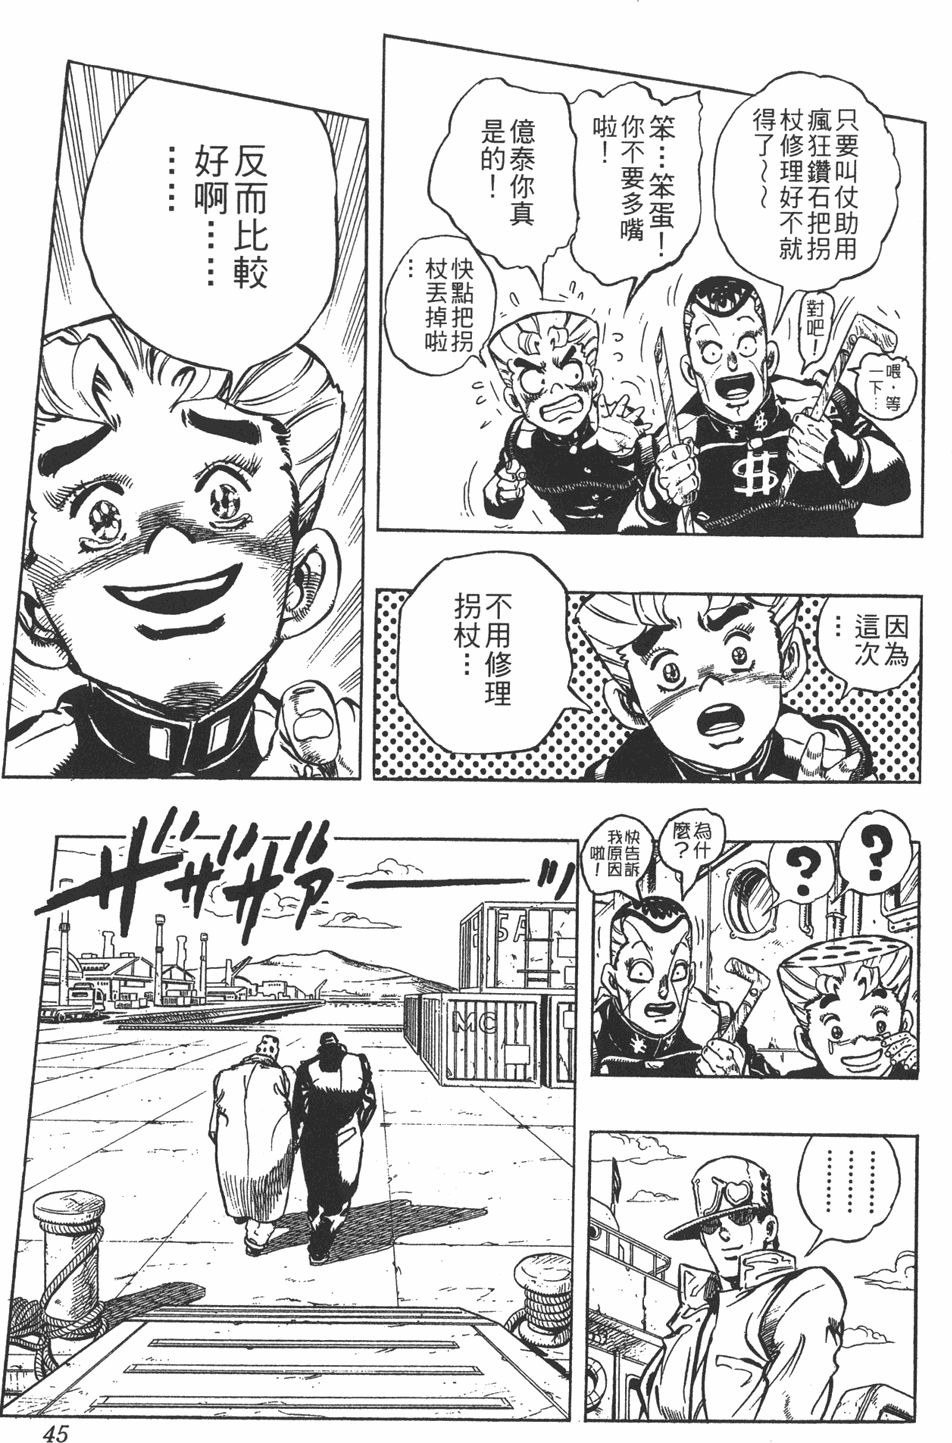 只要叫仗助用
瘋狂鑽石把拐
杖修理好不就
得了～～
對吧！
喂，等
一下…
笨…笨蛋！
你不要多嘴
啦！
億泰你真
是的！
快點把拐
杖丟掉啦
…
因為
這次
…
不用修理
拐杖…
反而比較
好啊……
……
？
？
為什
麼？
快告訴
我原因
啦！
………
………
ザザザザァーッ
SA
MC
45